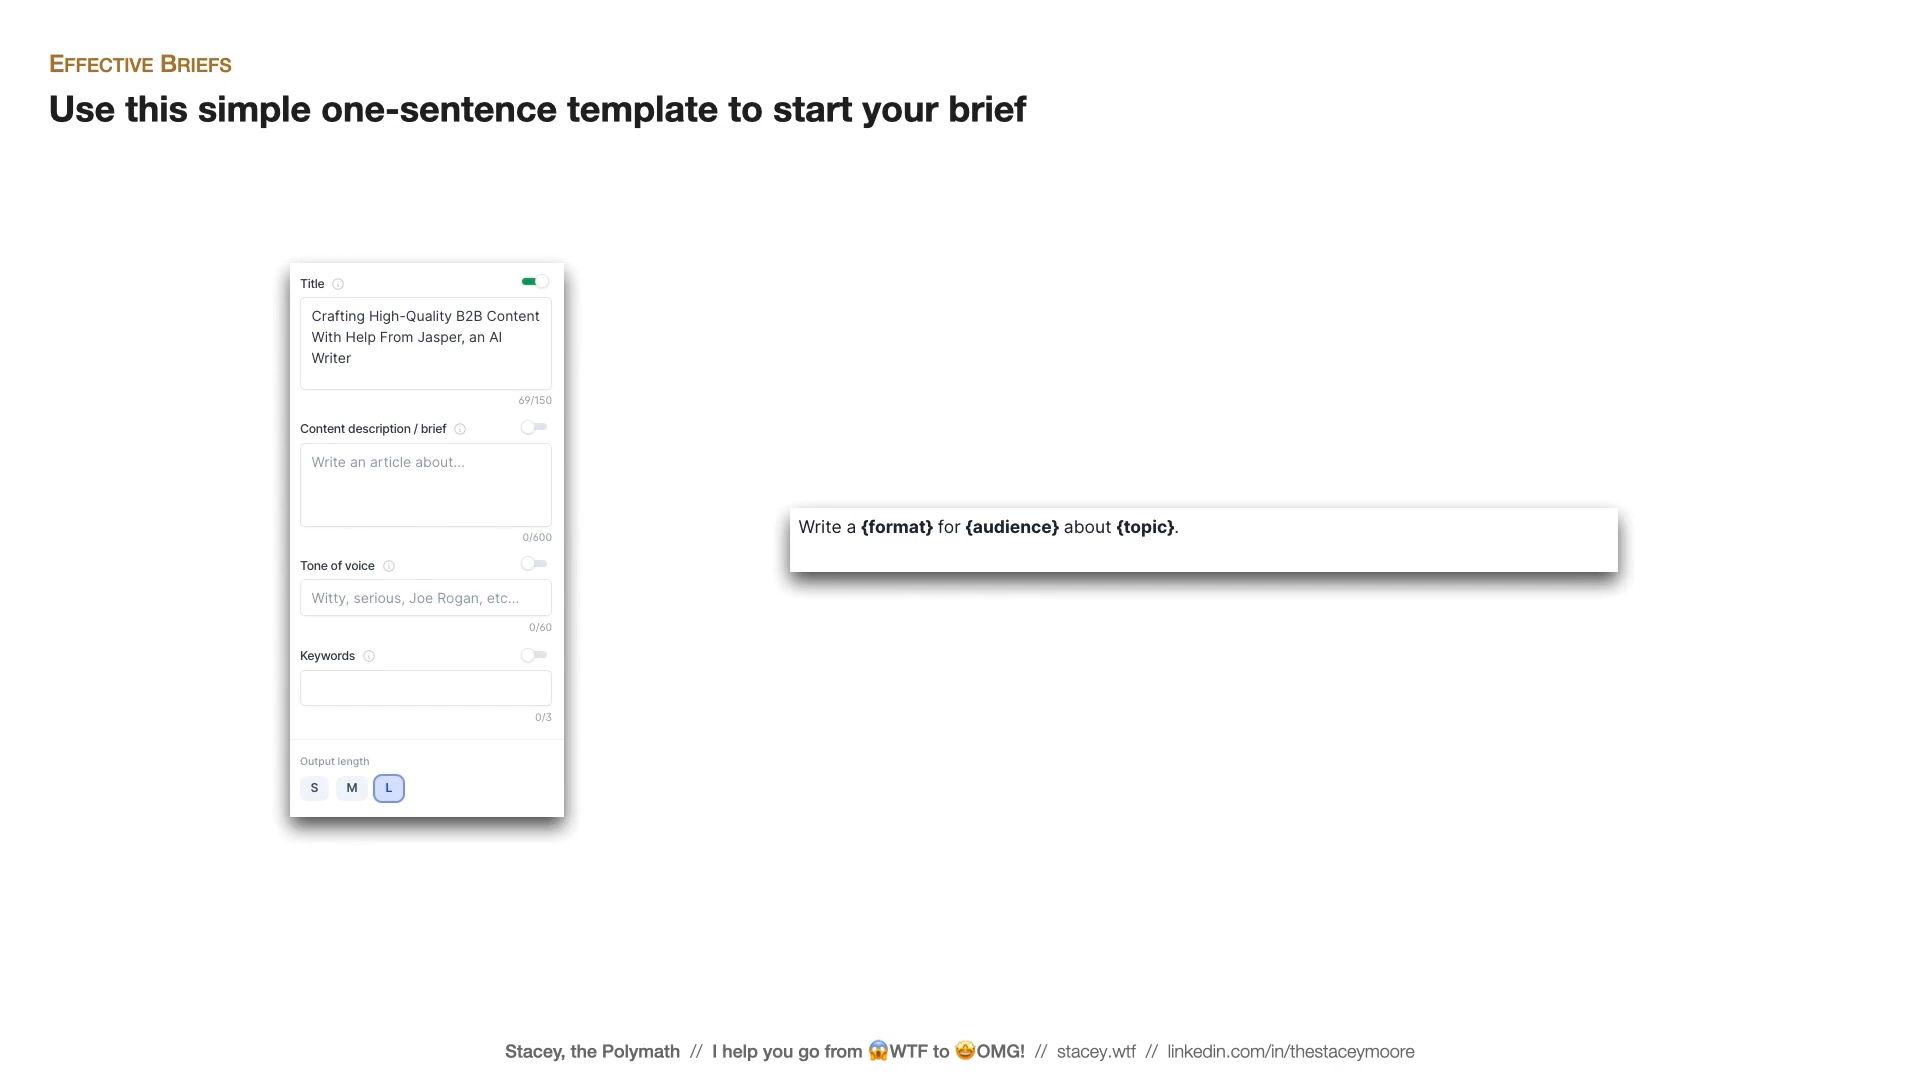 EFFECTIVE BRIEFS
Use this simple one-sentence template to start your brief
Title
Crafting High-Quality B2B Content
With Help From Jasper, an AI
Writer
69/150
Content description / brief
Write an article about...
0/600
Tone of voice
Witty, serious, Joe Rogan, etc...
0/60
Keywords
0/3
Output length
S M L
Write a {format} for {audience} about {topic}.
Stacey, the Polymath // I help you go from 😱WTF to 🤩OMG! // stacey.wtf // linkedin.com/in/thestaceymoore